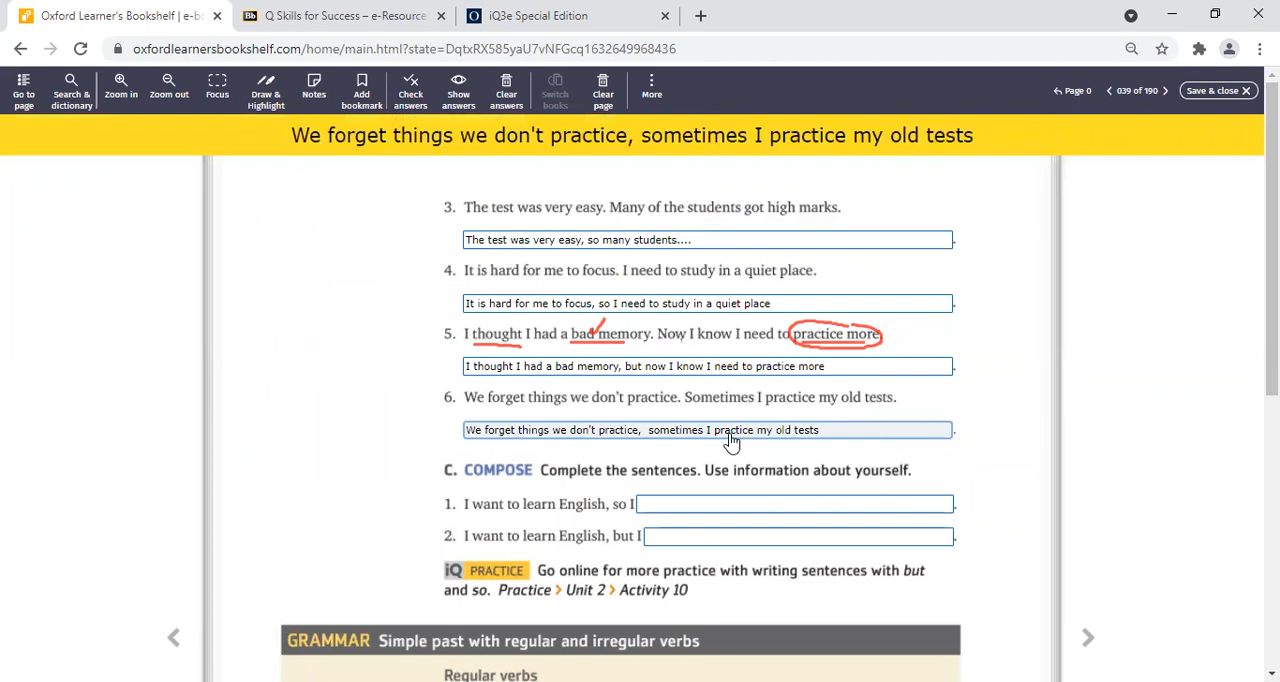 Oxford Learner's Bookshelf | e-bo
Bb Q Skills for Success – e-Resource
O iQ3e Special Edition
oxfordlearnersbookshelf.com/home/main.html?state=DqtxRX585yaU7vNFGcq1632649968436
Go to page
Search & dictionary
Zoom in
Zoom out
Focus
Draw & Highlight
Notes
Add bookmark
Check answers
Show answers
Clear answers
Switch books
Clear page
More
Page 0
039 of 190
Save & close X
We forget things we don't practice, sometimes I practice my old tests
3. The test was very easy. Many of the students got high marks.
The test was very easy, so many students.... .
4. It is hard for me to focus. I need to study in a quiet place.
It is hard for me to focus, so I need to study in a quiet place .
5. I thought I had a bad memory. Now I know I need to practice more.
I thought I had a bad memory, but now I know I need to practice more .
6. We forget things we don't practice. Sometimes I practice my old tests.
We forget things we don't practice, sometimes I practice my old tests .
C. COMPOSE Complete the sentences. Use information about yourself.
1. I want to learn English, so I .
2. I want to learn English, but I .
iQ PRACTICE Go online for more practice with writing sentences with but
and so. Practice > Unit 2 > Activity 10
GRAMMAR Simple past with regular and irregular verbs
Regular verbs